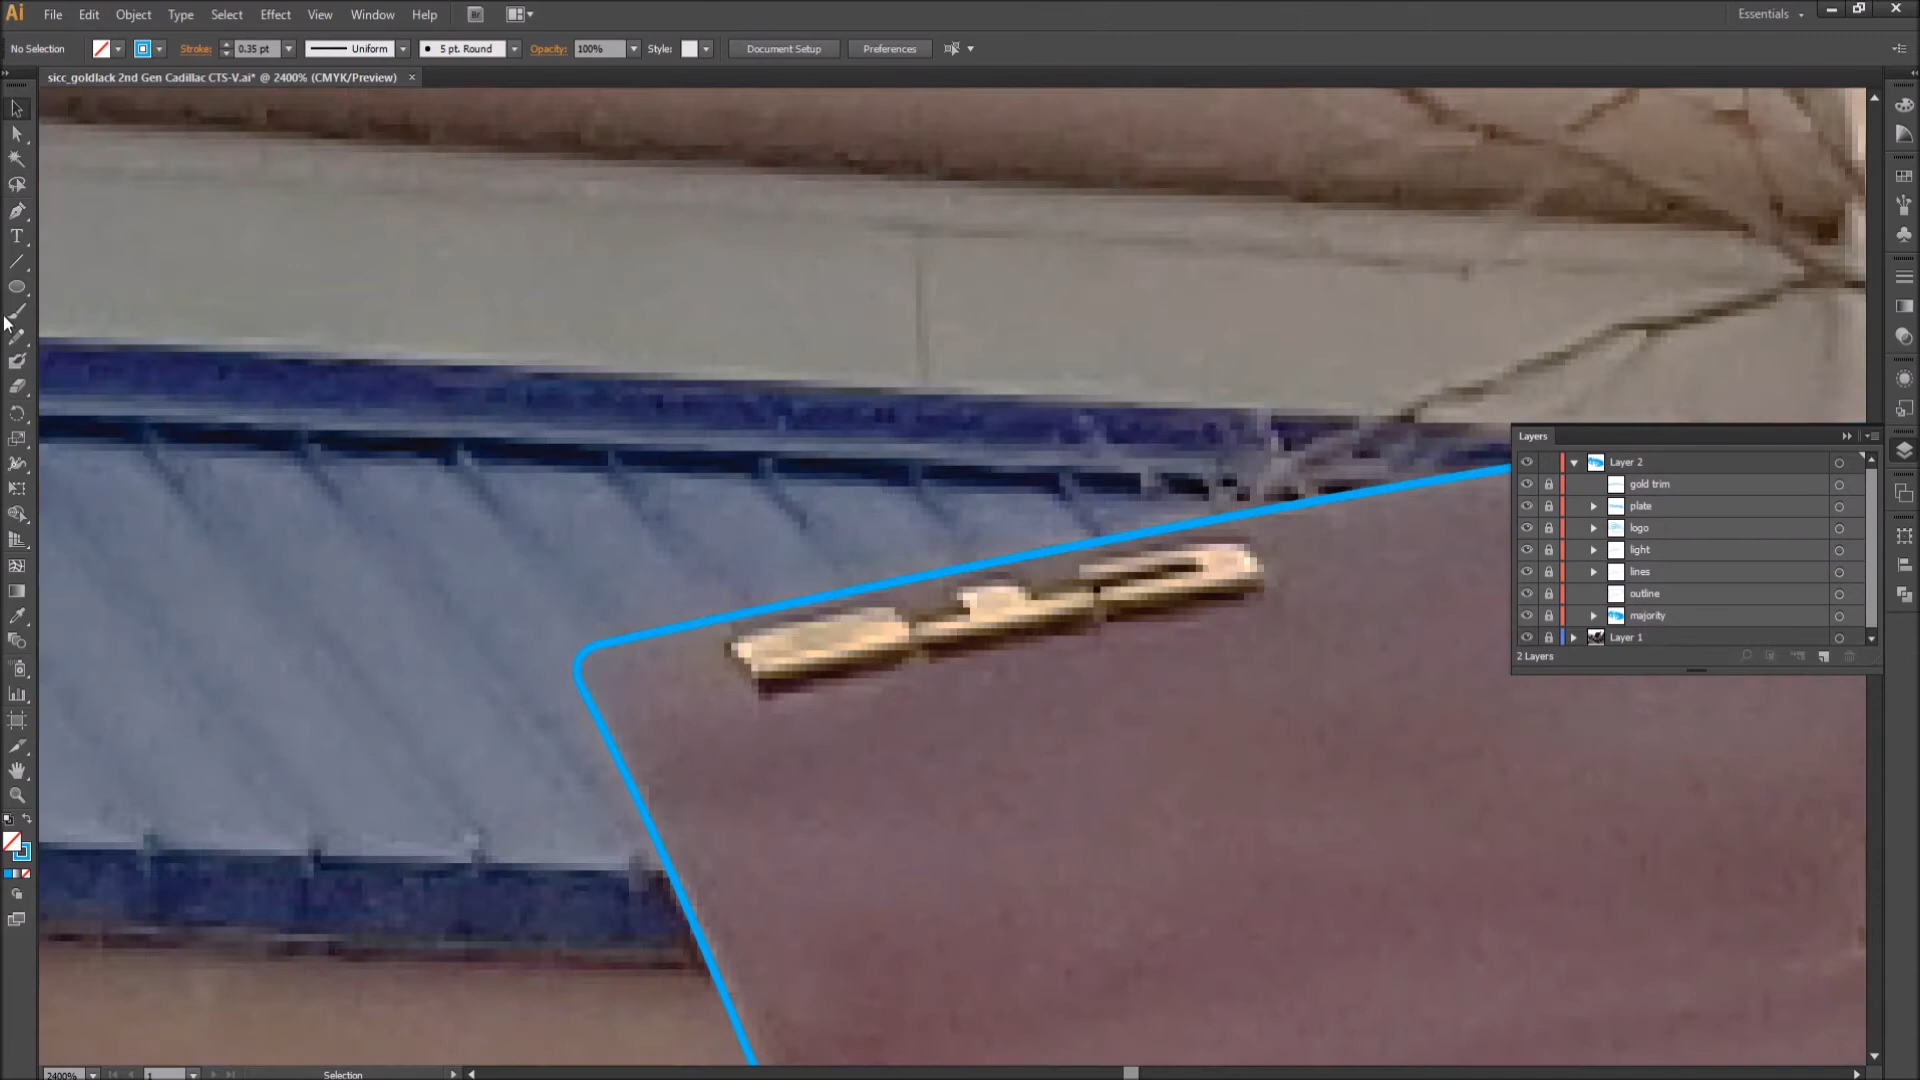 Ai File Edit Object Type Select Effect View Window Help Br Essentials
No Selection Stroke: 0.35 pt Uniform 5 pt. Round Opacity: 100% Style: Document Setup Preferences
sicc_goldlack 2nd Gen Cadillac CTS-V.ai* @ 2400% (CMYK/Preview) ×
T
Layers
Layer 2
gold trim
plate
logo
light
lines
outline
majority
Layer 1
2 Layers
2400% 1 Selection